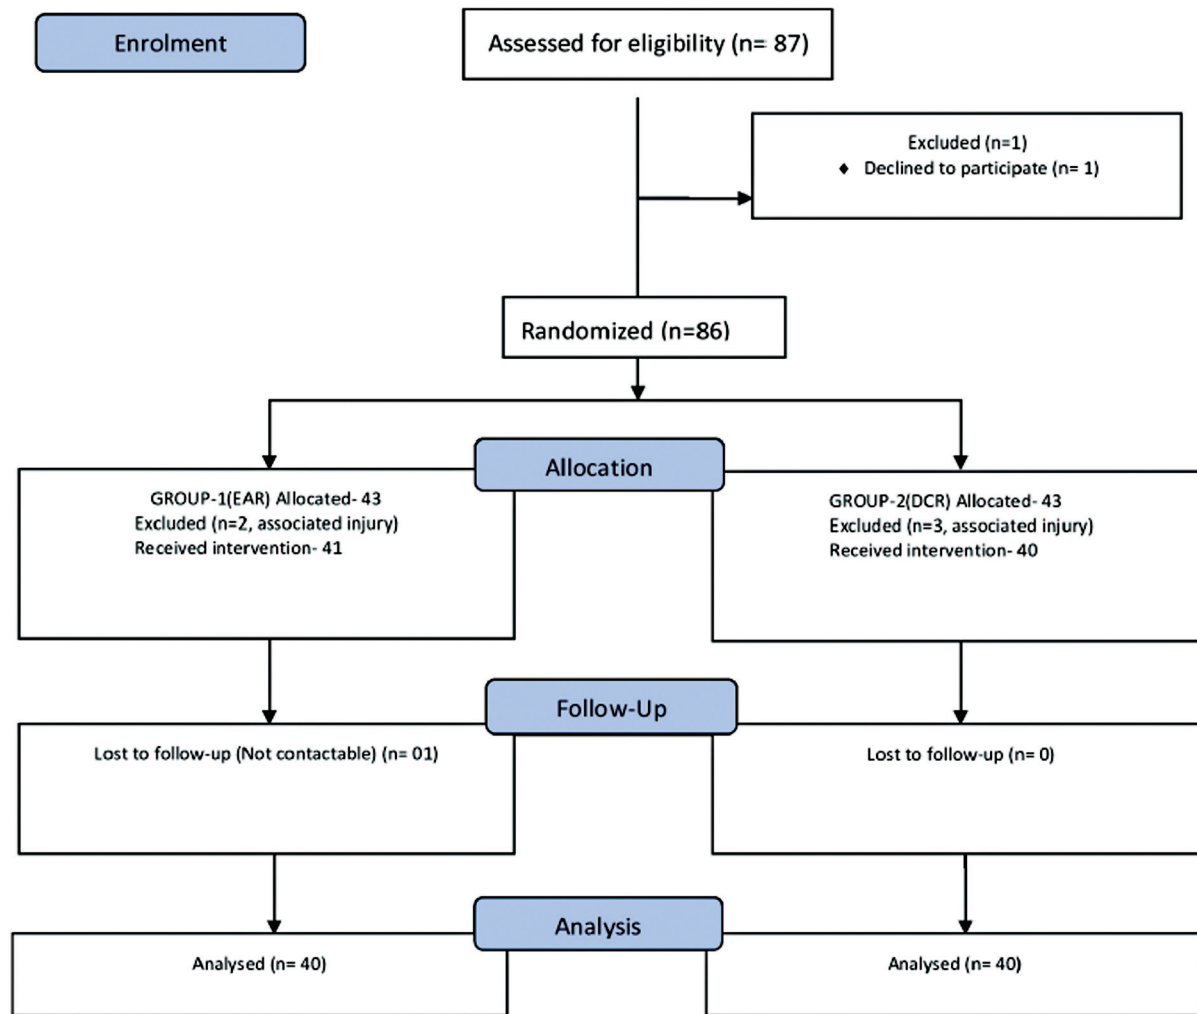 Enrolment
Assessed for eligibility (n= 87)
Excluded (n=1)
♦ Declined to participate (n= 1)
Randomized (n=86)
Allocation
GROUP-1(EAR) Allocated- 43
Excluded (n=2, associated injury)
Received intervention- 41
GROUP-2(DCR) Allocated- 43
Excluded (n=3, associated injury)
Received intervention- 40
Follow-Up
Lost to follow-up (Not contactable) (n= 01)
Lost to follow-up (n= 0)
Analysis
Analysed (n= 40)
Analysed (n= 40)